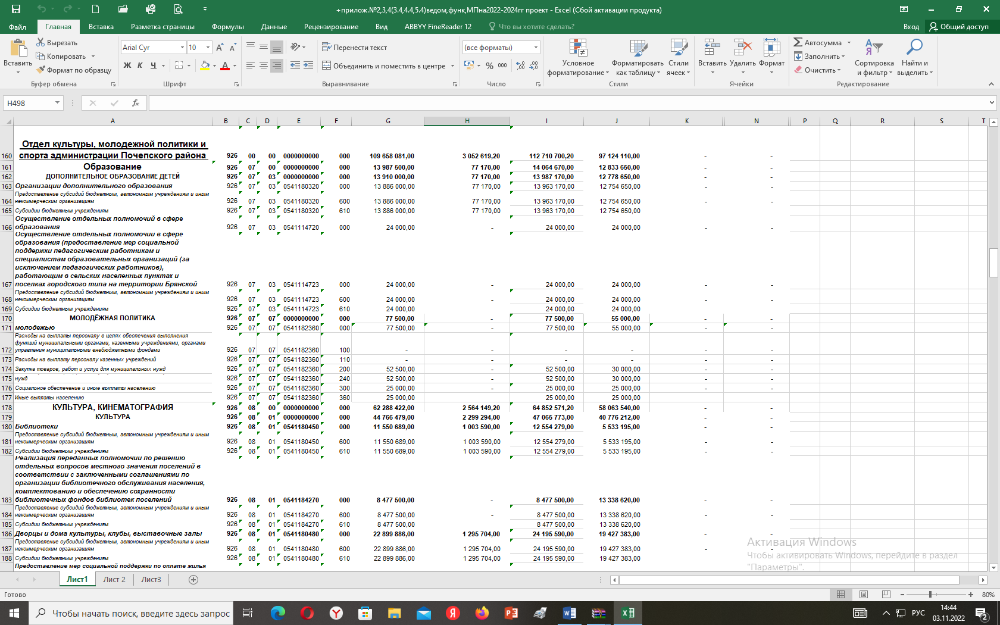 +прилож.№2,3,4(3.4,4.4,5.4)ведом,функ,МПна2022-2024гг проект - Excel (Сбой активации продукта)
Файл Главная Вставка Разметка страницы Формулы Данные Рецензирование Вид ABBYY FineReader 12 Что вы хотите сделать? Вход Общий доступ
Вставить Вырезать Копировать Формат по образцу Буфер обмена
Arial Cyr 10 Ж К Ч А Шрифт
Перенести текст Объединить и поместить в центре Выравнивание
(все форматы) % 000 Число
Условное форматирование Форматировать как таблицу Стили ячеек Стили
Вставить Удалить Формат Ячейки
Автосумма Заполнить Очистить Сортировка и фильтр Найти и выделить Редактирование
H498 fx
A B C D E F G H I J K N P Q R S T
Отдел культуры, молодежной политики и
160 спорта администрации Почепского района 926 00 00 0000000000 000 109 658 081,00 3 052 619,20 112 710 700,20 97 124 110,00 - -
161 Образование 926 07 00 0000000000 000 13 987 500,00 77 170,00 14 064 670,00 12 833 650,00 - -
162 ДОПОЛНИТЕЛЬНОЕ ОБРАЗОВАНИЕ ДЕТЕЙ 926 07 03 0000000000 000 13 910 000,00 77 170,00 13 987 170,00 12 778 650,00 - -
163 Организации дополнительного образования 926 07 03 0541180320 000 13 886 000,00 77 170,00 13 963 170,00 12 754 650,00 - -
Предоставление субсидий бюджетным, автономным учреждениям и иным
164 некоммерческим организациям 926 07 03 0541180320 600 13 886 000,00 77 170,00 13 963 170,00 12 754 650,00 - -
165 Субсидии бюджетным учреждениям 926 07 03 0541180320 610 13 886 000,00 77 170,00 13 963 170,00 12 754 650,00
Осуществление отдельных полномочий в сфере
166 образования 926 07 03 0541114720 000 24 000,00 - 24 000,00 24 000,00 - -
Осуществление отдельных полномочий в сфере
образования (предоставление мер социальной
поддержки педагогическим работникам и
специалистам образовательных организаций (за
исключением педагогических работников),
работающим в сельских населенных пунктах и
167 поселках городского типа на территории Брянской 926 07 03 0541114723 000 24 000,00 - 24 000,00 24 000,00 - -
Предоставление субсидий бюджетным, автономным учреждениям и иным
168 некоммерческим организациям 926 07 03 0541114723 600 24 000,00 - 24 000,00 24 000,00 - -
169 Субсидии бюджетным учреждениям 926 07 03 0541114723 610 24 000,00 24 000,00 24 000,00
170 МОЛОДЁЖНАЯ ПОЛИТИКА 926 07 07 0000000000 000 77 500,00 - 77 500,00 55 000,00 - -
171 молодежью 926 07 07 0541182360 000 77 500,00 - 77 500,00 55 000,00 - -
Расходы на выплаты персоналу в целях обеспечения выполнения
функций муниципальными органами, казенными учреждениями, органами
172 управления муниципальными внебюджетными фондами 926 07 07 0541182360 100 - - - - - -
173 Расходы на выплату персоналу казенных учреждений 926 07 07 0541182360 110 - - - - - -
174 Закупка товаров, работ и услуг для муниципальных нужд 926 07 07 0541182360 200 52 500,00 - 52 500,00 30 000,00 - -
175 нужд 926 07 07 0541182360 240 52 500,00 - 52 500,00 30 000,00 - -
176 Социальное обеспечение и иные выплаты населению 926 07 07 0541182360 300 25 000,00 - 25 000,00 25 000,00 - -
177 Иные выплаты населению 926 07 07 0541182360 360 25 000,00 25 000,00 25 000,00 - -
178 КУЛЬТУРА, КИНЕМАТОГРАФИЯ 926 08 00 0000000000 000 62 288 422,00 2 564 149,20 64 852 571,20 58 063 540,00 - -
179 КУЛЬТУРА 926 08 01 0000000000 000 44 766 479,00 2 299 294,00 47 065 773,00 40 776 212,00 - -
180 Библиотеки 926 08 01 0541180450 000 11 550 689,00 1 003 590,00 12 554 279,00 5 533 195,00 - -
Предоставление субсидий бюджетным, автономным учреждениям и иным
181 некоммерческим организациям 926 08 01 0541180450 600 11 550 689,00 1 003 590,00 12 554 279,00 5 533 195,00 - -
182 Субсидии бюджетным учреждениям 926 08 01 0541180450 610 11 550 689,00 1 003 590,00 12 554 279,00 5 533 195,00 - -
Реализация переданных полномочий по решению
отдельных вопросов местного значения поселений в
соответствии с заключенными соглашениями по
организации библиотечного обслуживания населения,
комплектованию и обеспечению сохранности
183 библиотечных фондов библиотек поселений 926 08 01 0541184270 000 8 477 500,00 - 8 477 500,00 13 338 620,00 - -
Предоставление субсидий бюджетным, автономным учреждениям и иным
184 некоммерческим организациям 926 08 01 0541184270 600 8 477 500,00 - 8 477 500,00 13 338 620,00 - -
185 Субсидии бюджетным учреждениям 926 08 01 0541184270 610 8 477 500,00 8 477 500,00 13 338 620,00
186 Дворцы и дома культуры, клубы, выставочные залы 926 08 01 0541180480 000 22 899 886,00 1 295 704,00 24 195 590,00 19 427 383,00 - -
Предоставление субсидий бюджетным, автономным учреждениям и иным
187 некоммерческим организациям 926 08 01 0541180480 600 22 899 886,00 1 295 704,00 24 195 590,00 19 427 383,00 - -
188 Субсидии бюджетным учреждениям 926 08 01 0541180480 610 22 899 886,00 1 295 704,00 24 195 590,00 19 427 383,00
Предоставление мер социальной поддержки по оплате жилья
Активация Windows
Чтобы активировать Windows, перейдите в раздел
"Параметры".
Лист1 Лист 2 Лист3
Готово 80%
Чтобы начать поиск, введите здесь запрос РУС 14:44
03.11.2022 2